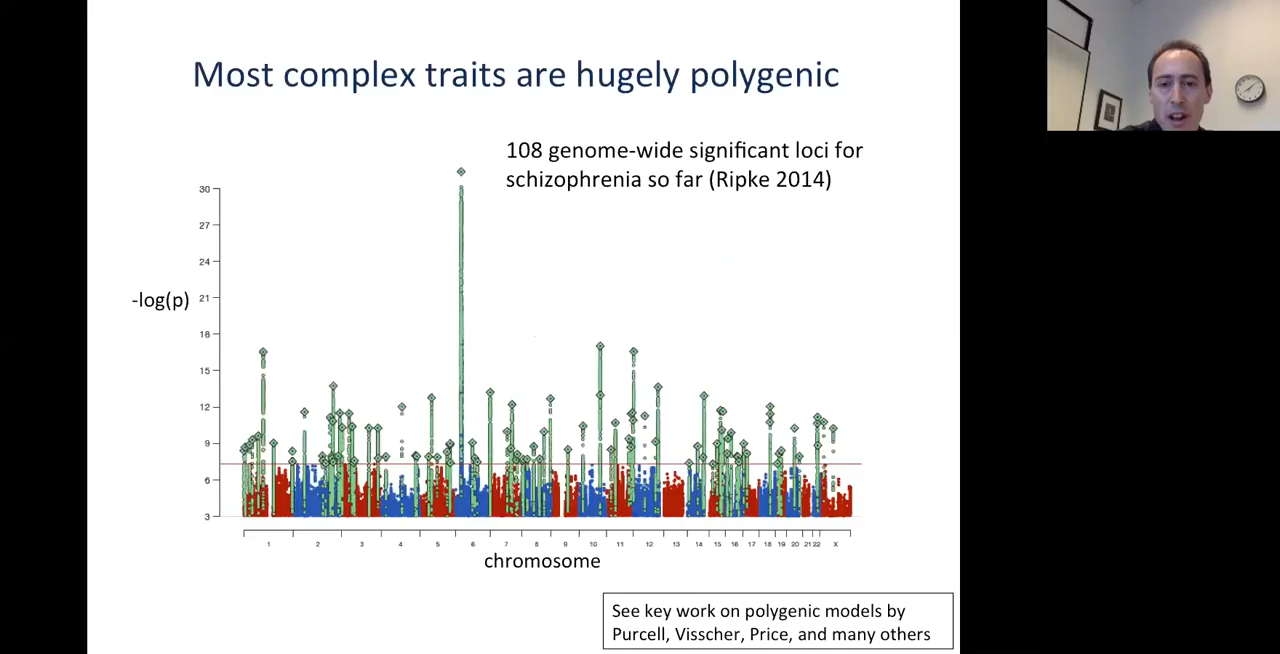 Most complex traits are hugely polygenic
108 genome-wide significant loci for
schizophrenia so far (Ripke 2014)
-log(p)
30
27
24
21
18
15
12
9
6
3
1 2 3 4 5 6 7 8 9 10 11 12 13 14 15 16 17 18 19 20 21 22 X
chromosome
See key work on polygenic models by
Purcell, Visscher, Price, and many others